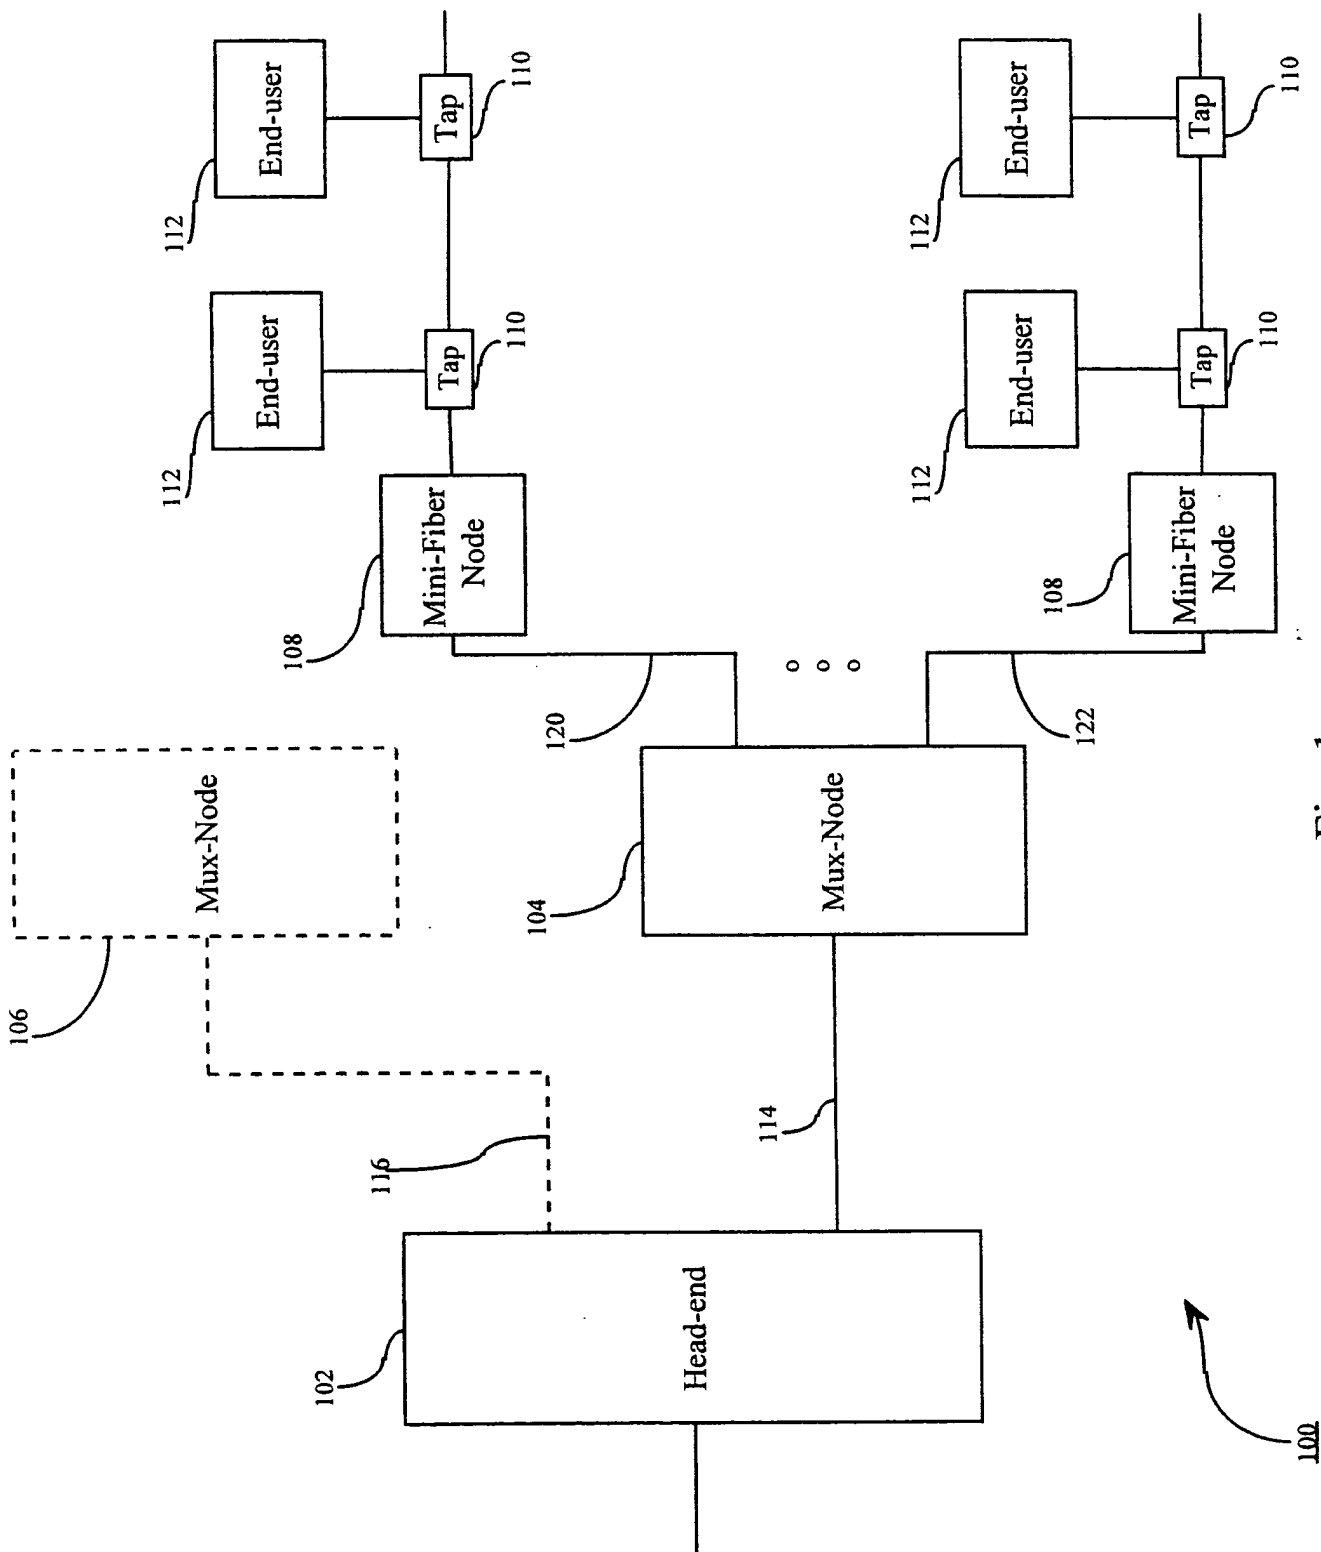 106
112
112
Mux-Node
End-user
End-user
108
102
116
Mini-Fiber
Node
Tap
Tap
110
110
104
120
Head-end
114
Mux-Node
112
112
End-user
End-user
108
122
Mini-Fiber
Node
Tap
Tap
110
110
100